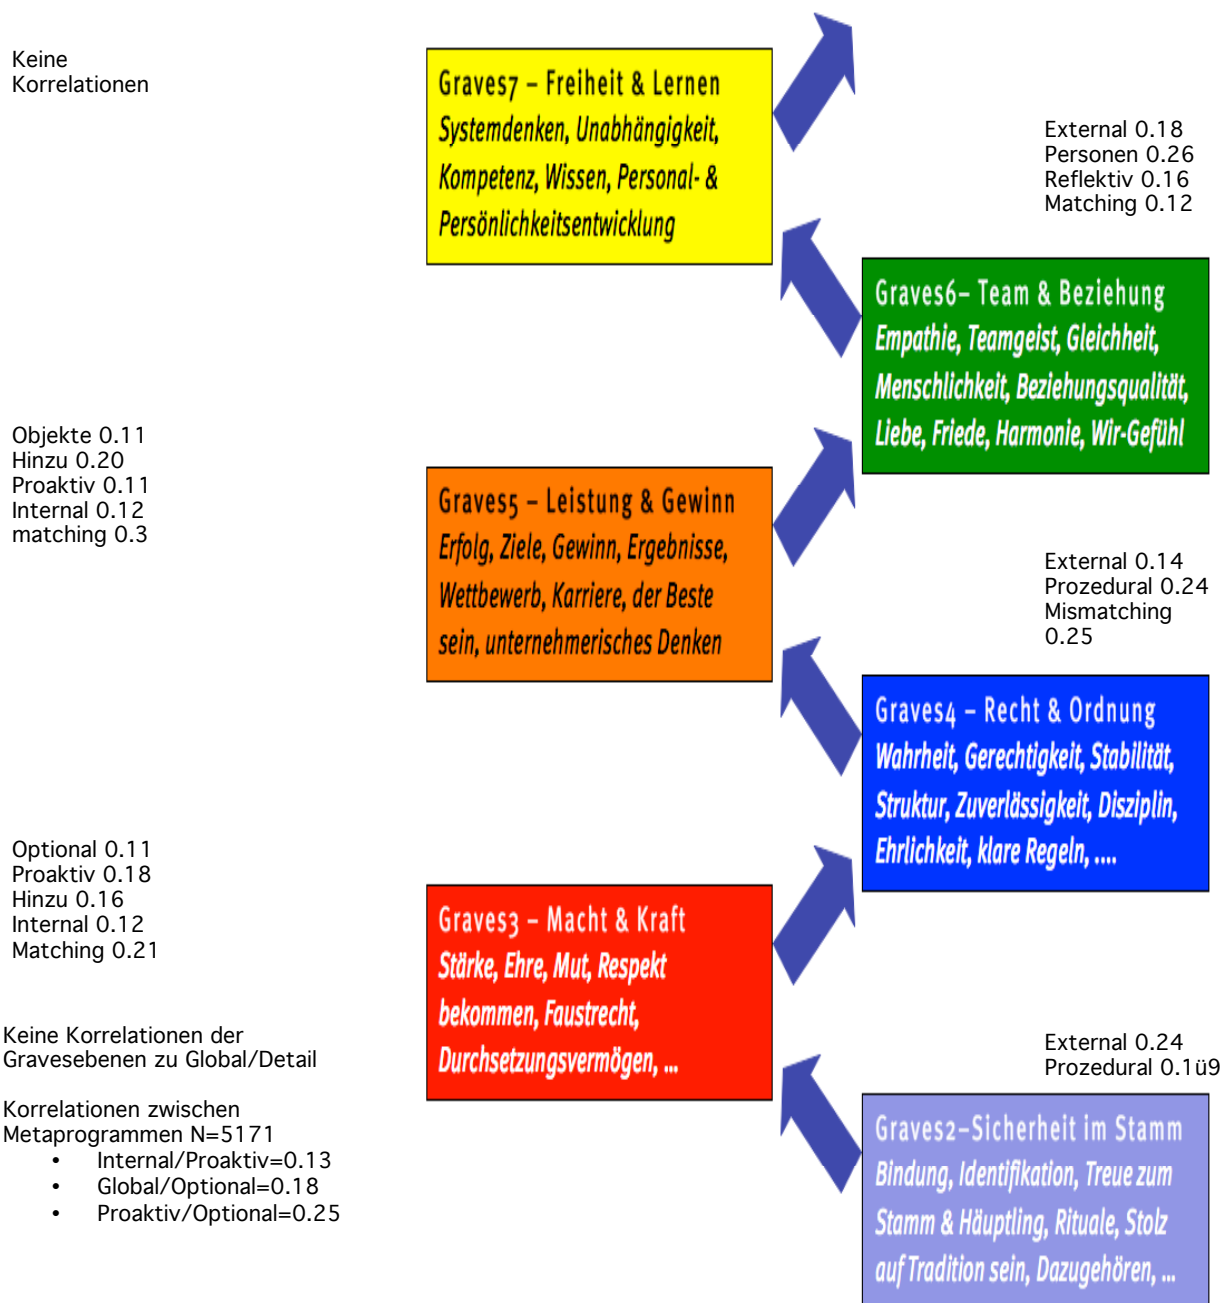 Keine
Korrelationen
Graves7 – Freiheit & Lernen
Systemdenken, Unabhängigkeit,
Kompetenz, Wissen, Personal- &
Persönlichkeitsentwicklung
External 0.18
Personen 0.26
Reflektiv 0.16
Matching 0.12
Graves6– Team & Beziehung
Empathie, Teamgeist, Gleichheit,
Menschlichkeit, Beziehungsqualität,
Liebe, Friede, Harmonie, Wir-Gefühl
Objekte 0.11
Hinzu 0.20
Proaktiv 0.11
Internal 0.12
matching 0.3
Graves5 – Leistung & Gewinn
Erfolg, Ziele, Gewinn, Ergebnisse,
Wettbewerb, Karriere, der Beste
sein, unternehmerisches Denken
External 0.14
Prozedural 0.24
Mismatching
0.25
Graves4 – Recht & Ordnung
Wahrheit, Gerechtigkeit, Stabilität,
Struktur, Zuverlässigkeit, Disziplin,
Ehrlichkeit, klare Regeln, ....
Optional 0.11
Proaktiv 0.18
Hinzu 0.16
Internal 0.12
Matching 0.21
Graves3 – Macht & Kraft
Stärke, Ehre, Mut, Respekt
bekommen, Faustrecht,
Durchsetzungsvermögen, ...
Keine Korrelationen der
Gravesebenen zu Global/Detail
Korrelationen zwischen
Metaprogrammen N=5171
• Internal/Proaktiv=0.13
• Global/Optional=0.18
• Proaktiv/Optional=0.25
External 0.24
Prozedural 0.1ü9
Graves2–Sicherheit im Stamm
Bindung, Identifikation, Treue zum
Stamm & Häuptling, Rituale, Stolz
auf Tradition sein, Dazugehören, ...